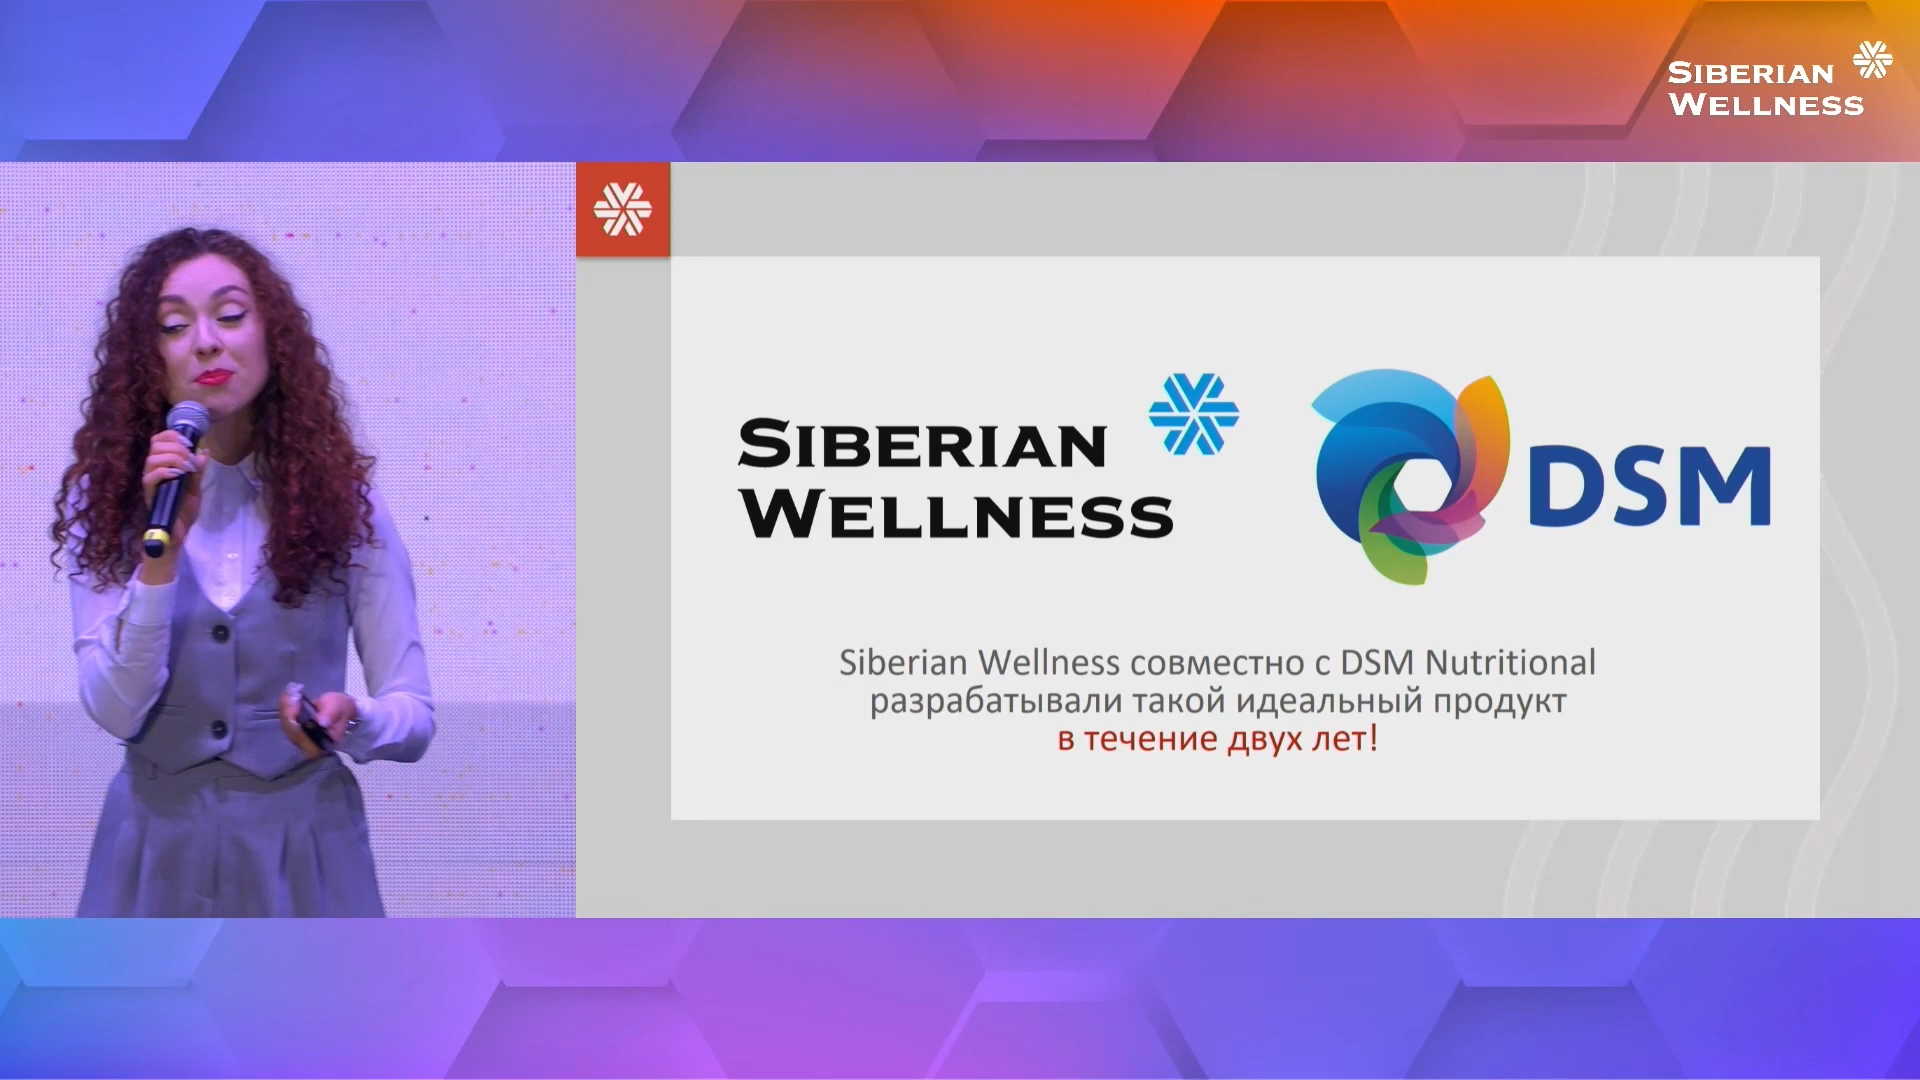 SIBERIAN
WELLNESS
SIBERIAN
WELLNESS
DSM
Siberian Wellness совместно с DSM Nutritional
разрабатывали такой идеальный продукт
в течение двух лет!